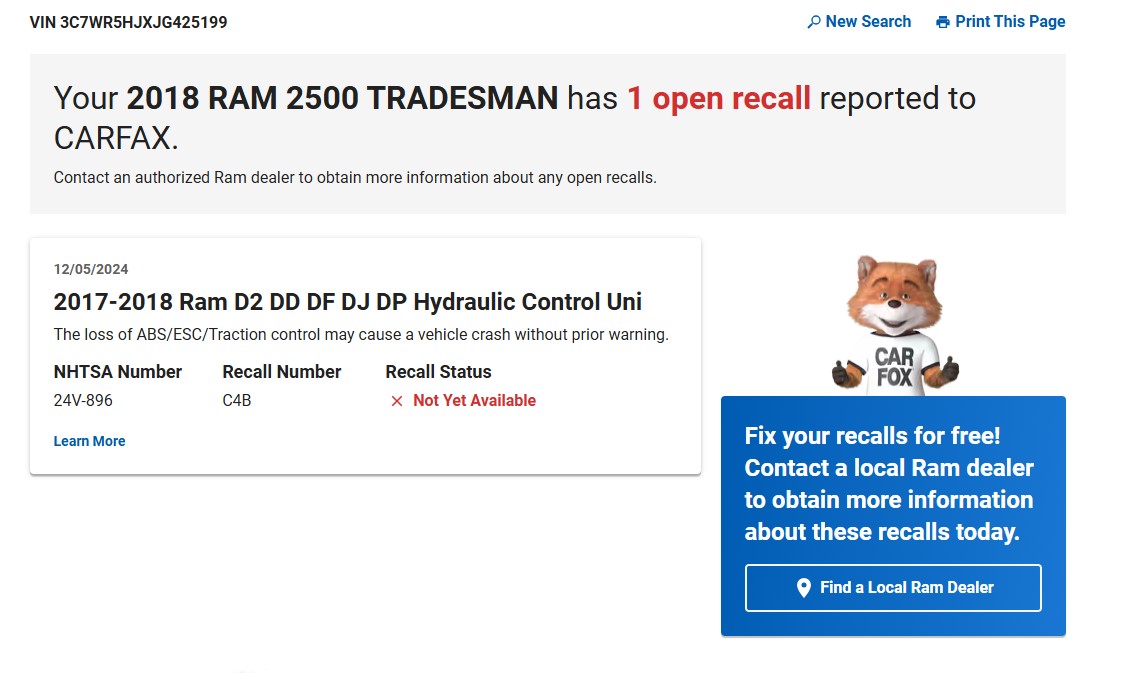 VIN 3C7WR5HJXJG425199
New Search
Print This Page
Your 2018 RAM 2500 TRADESMAN has 1 open recall reported to
CARFAX.
Contact an authorized Ram dealer to obtain more information about any open recalls.
12/05/2024
2017-2018 Ram D2 DD DF DJ DP Hydraulic Control Uni
The loss of ABS/ESC/Traction control may cause a vehicle crash without prior warning.
NHTSA Number Recall Number Recall Status
24V-896 C4B Not Yet Available
Learn More
CAR
FOX
Fix your recalls for free!
Contact a local Ram dealer
to obtain more information
about these recalls today.
Find a Local Ram Dealer